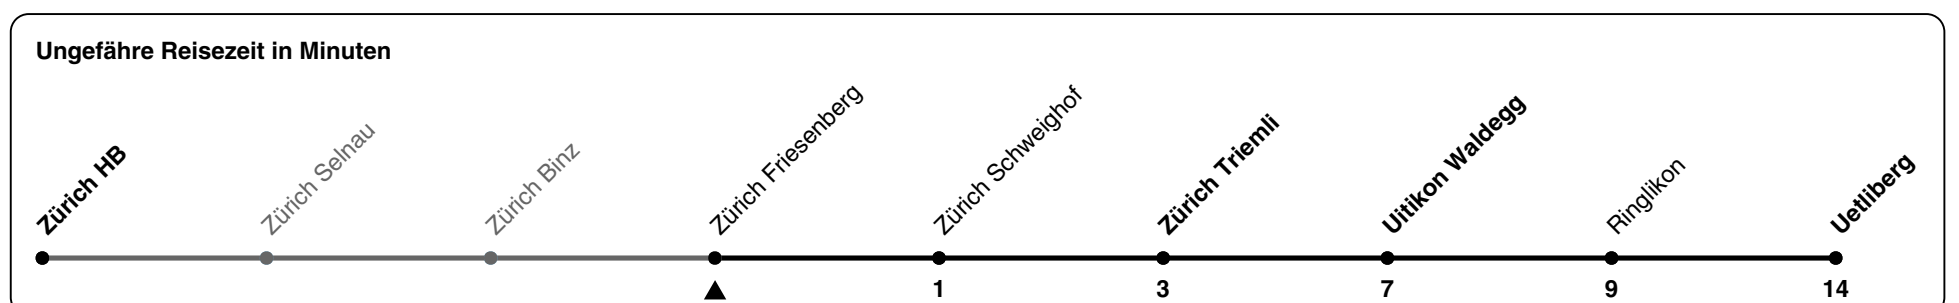 Ungefähre Reisezeit in Minuten
Zürich HB
Zürich Selnau
Zürich Binz
Zürich Friesenberg
Zürich Schweighof
Zürich Triemli
Uitikon Waldegg
Ringlikon
Uetliberg
1 3 7 9 14